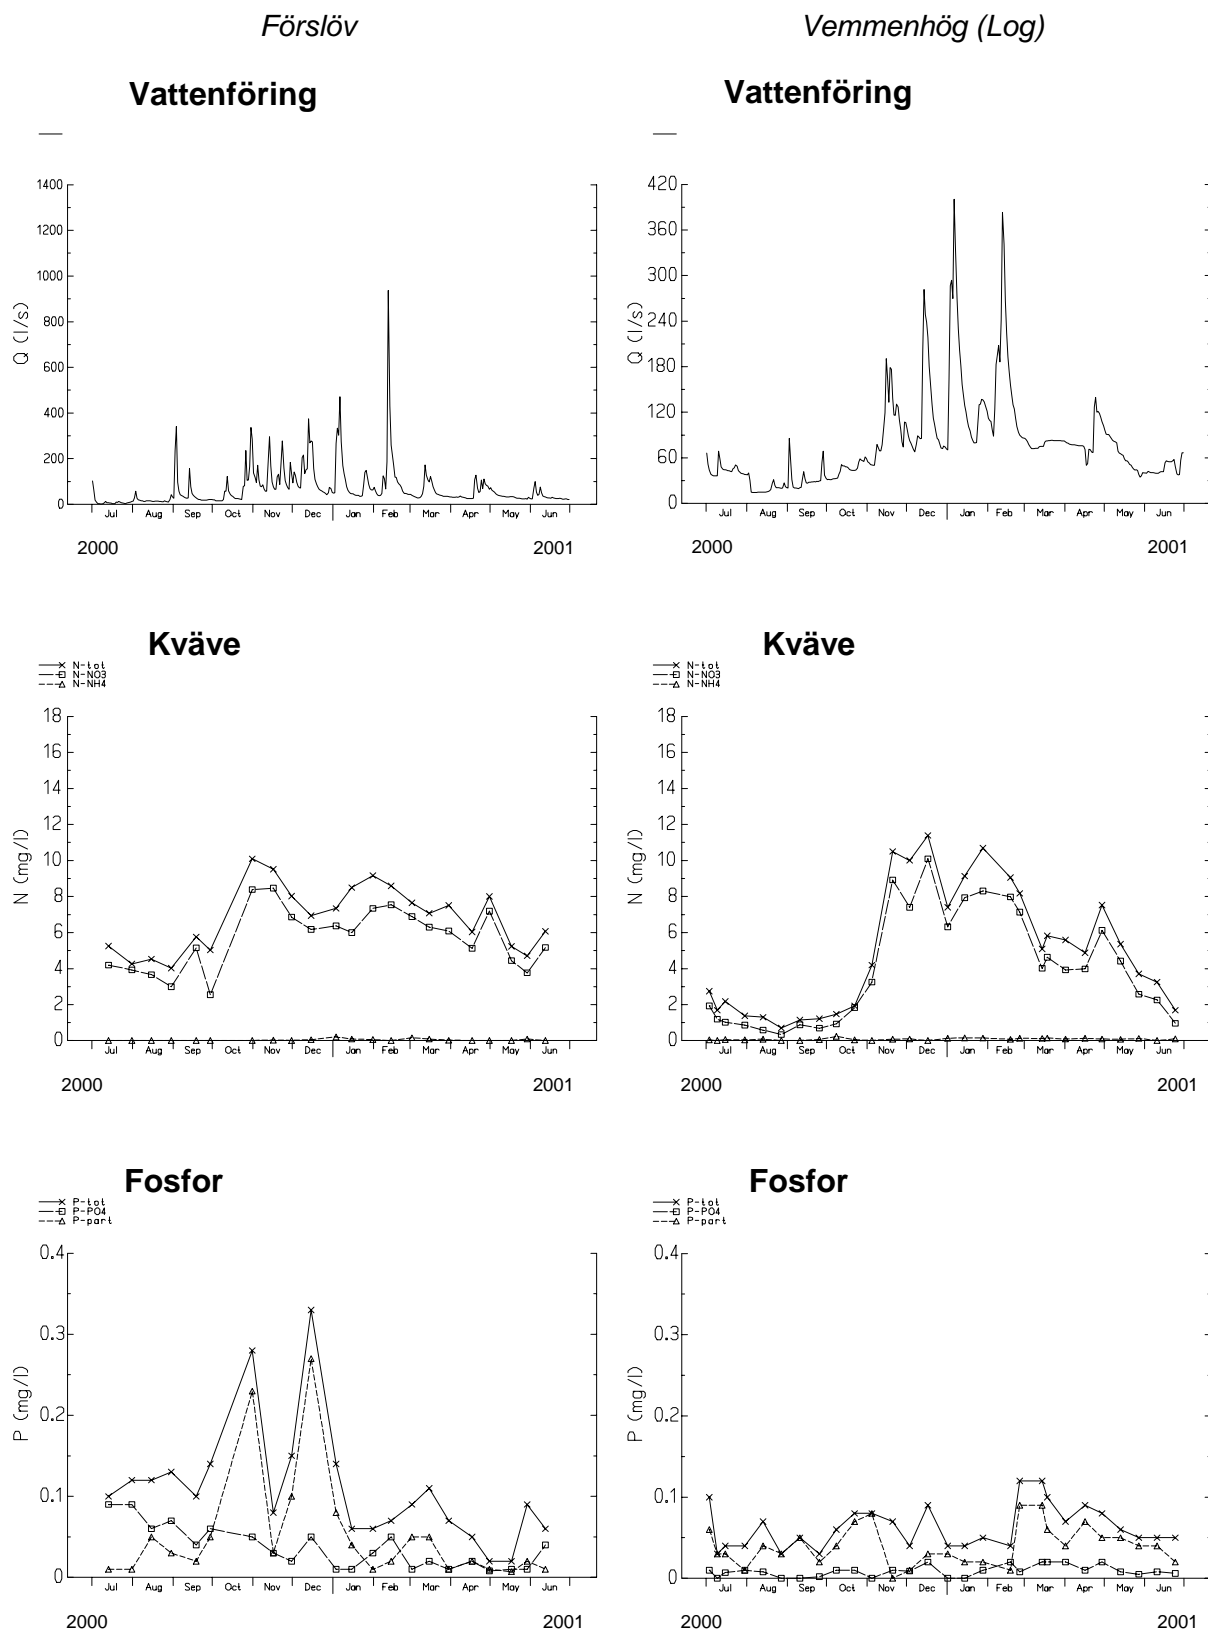 Förslöv
Vemmenhög (Log)
Vattenföring
Vattenföring
1400
1200
1000
800
600
400
200
0
Q (l/s)
Jul Aug Sep Oct Nov Dec Jan Feb Mar Apr May Jun
2000 2001
420
360
300
240
180
120
60
0
Q (l/s)
Jul Aug Sep Oct Nov Dec Jan Feb Mar Apr May Jun
2000 2001
Kväve
N-tot
N-NO3
N-NH4
18
16
14
12
10
8
6
4
2
0
N (mg/l)
Jul Aug Sep Oct Nov Dec Jan Feb Mar Apr May Jun
2000 2001
Kväve
N-tot
N-NO3
N-NH4
18
16
14
12
10
8
6
4
2
0
N (mg/l)
Jul Aug Sep Oct Nov Dec Jan Feb Mar Apr May Jun
2000 2001
Fosfor
P-tot
P-PO4
P-part
0.4
0.3
0.2
0.1
0
P (mg/l)
Jul Aug Sep Oct Nov Dec Jan Feb Mar Apr May Jun
2000 2001
Fosfor
P-tot
P-PO4
P-part
0.4
0.3
0.2
0.1
0
P (mg/l)
Jul Aug Sep Oct Nov Dec Jan Feb Mar Apr May Jun
2000 2001